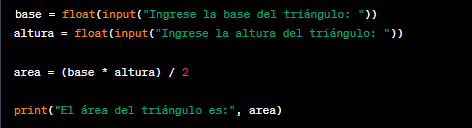 base = float(input("Ingrese la base del triángulo: "))
altura = float(input("Ingrese la altura del triángulo: "))
area = (base * altura) / 2
print("El área del triángulo es:", area)